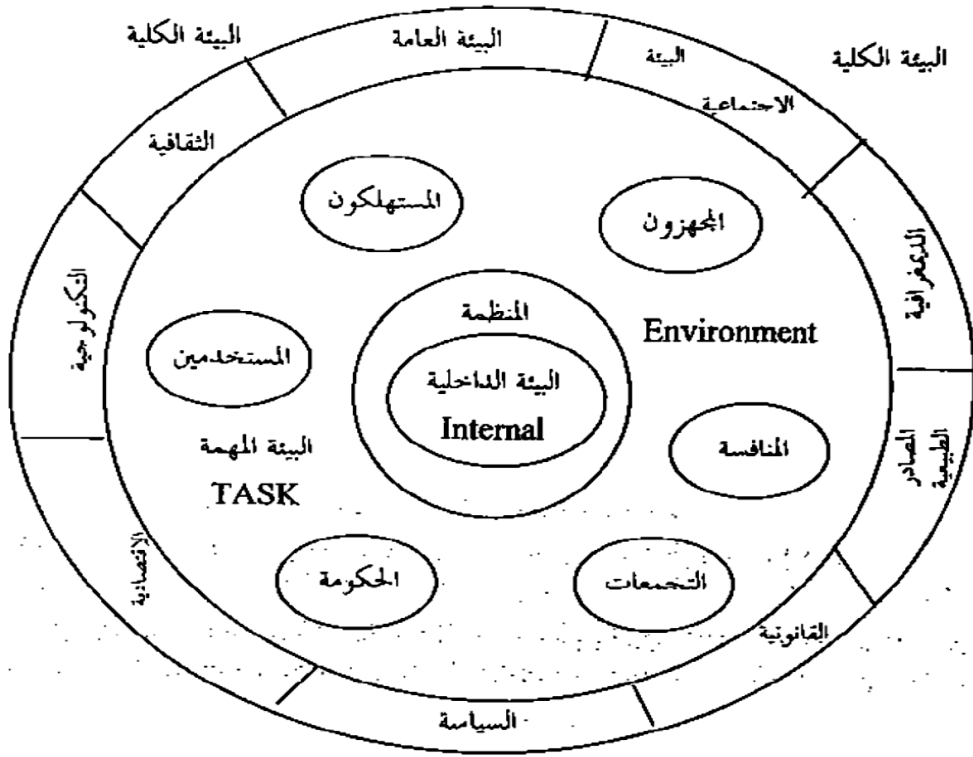 البيئة الكلية
البيئة الكلية
البيئة العامة
البيئة
الاجتماعية
الثقافية
الديمغرافية
التكنولوجية
المصادر
الطبيعية
الاقتصادية
القانونية
السياسة
المجهزون
المستهلكون
Environment
المستخدمين
المنظمة
البيئة الداخلية
Internal
المنافسة
البيئة المهمة
TASK
التجمعات
الحكومة